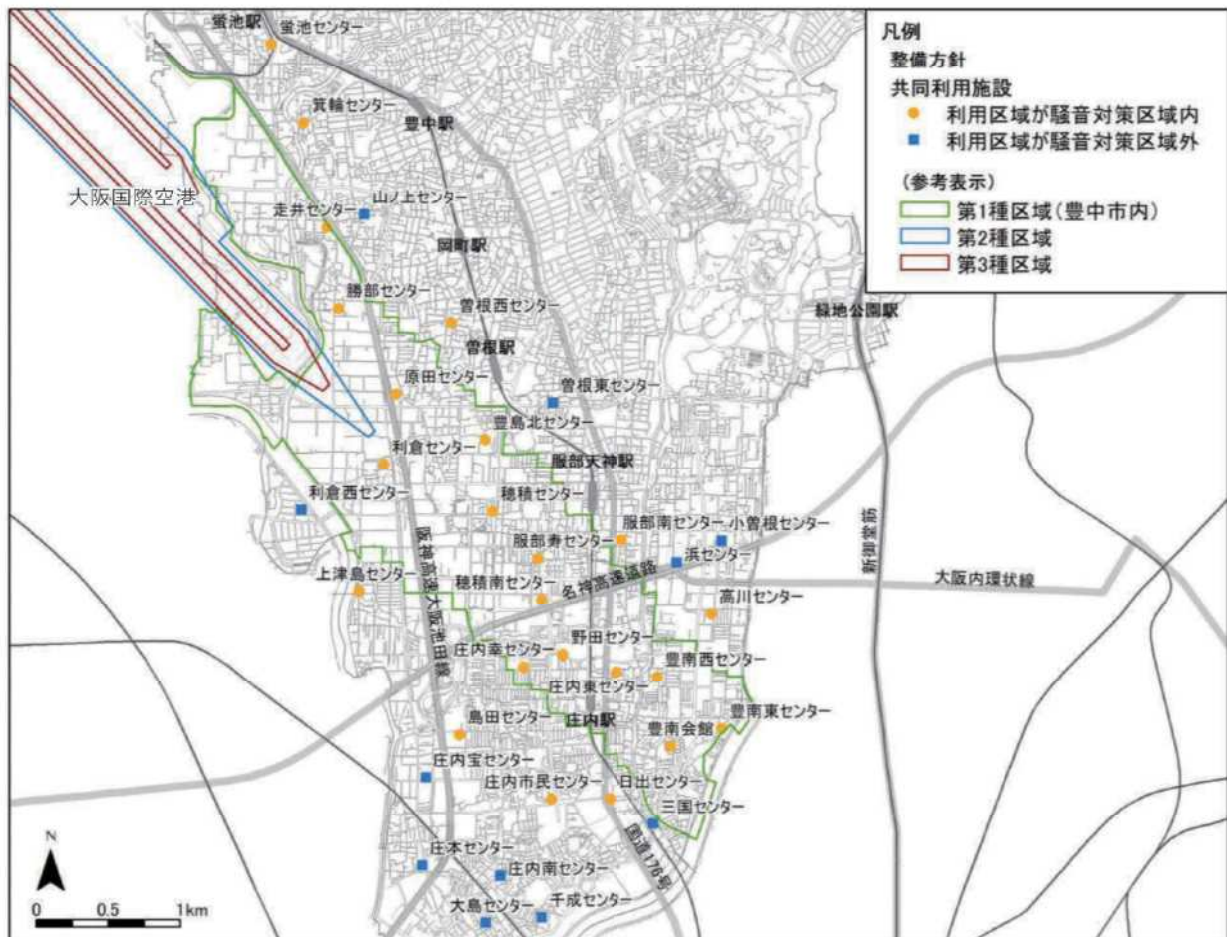 蛍池駅
蛍池センター
箕輪センター
豊中駅
大阪国際空港
走井センター
山ノ上センター
岡町駅
勝部センター
曽根西センター
曽根駅
緑地公園駅
原田センター
曽根東センター
豊島北センター
利倉センター
服部天神駅
利倉西センター
穂積センター
服部南センター
小曽根センター
服部寿センター
浜センター
阪神高速大阪池田線
新御堂筋
上津島センター
穂積南センター
名神高速道路
大阪内環状線
高川センター
野田センター
庄内幸センター
豊南西センター
庄内東センター
島田センター
庄内駅
豊南会館
豊南東センター
庄内宝センター
庄内市民センター
日出センター
三国センター
国道176号
庄本センター
庄内南センター
大島センター
千成センター
凡例
整備方針
共同利用施設
利用区域が騒音対策区域内
利用区域が騒音対策区域外
(参考表示)
第1種区域(豊中市内)
第2種区域
第3種区域
N
0 0.5 1km